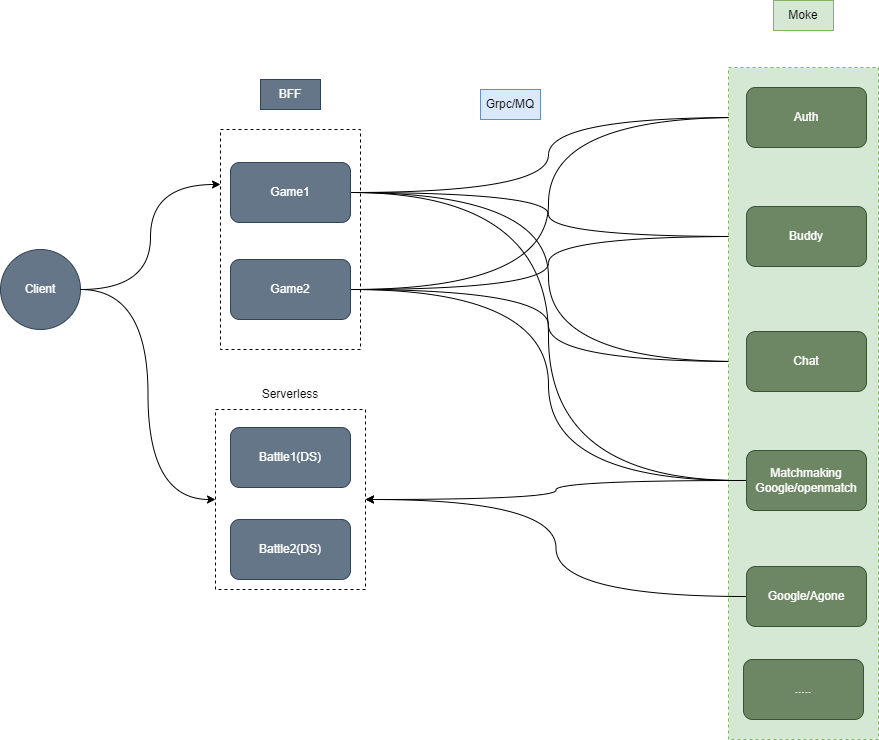 Moke
BFF
Grpc/MQ
Auth
Game1
Buddy
Client
Game2
Chat
Serverless
Battle1(DS)
Matchmaking
Google/openmatch
Battle2(DS)
Google/Agone
.....